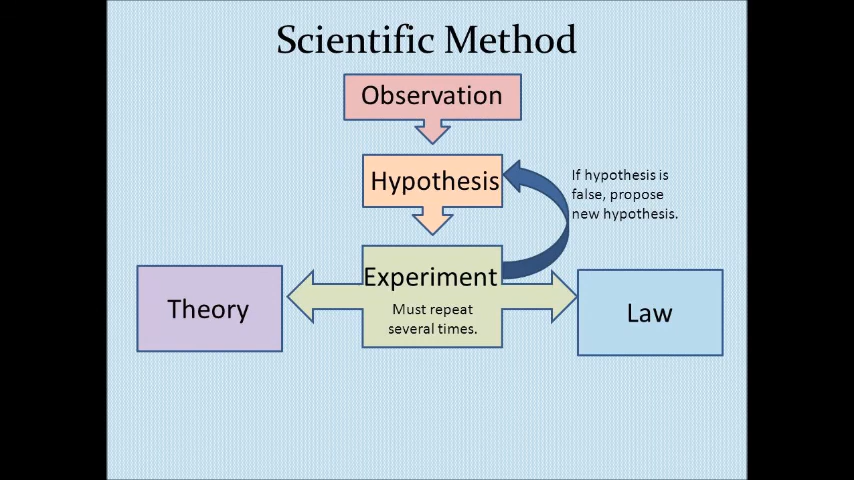 Scientific Method
Observation
Hypothesis
If hypothesis is
false, propose
new hypothesis.
Experiment
Must repeat
several times.
Theory
Law